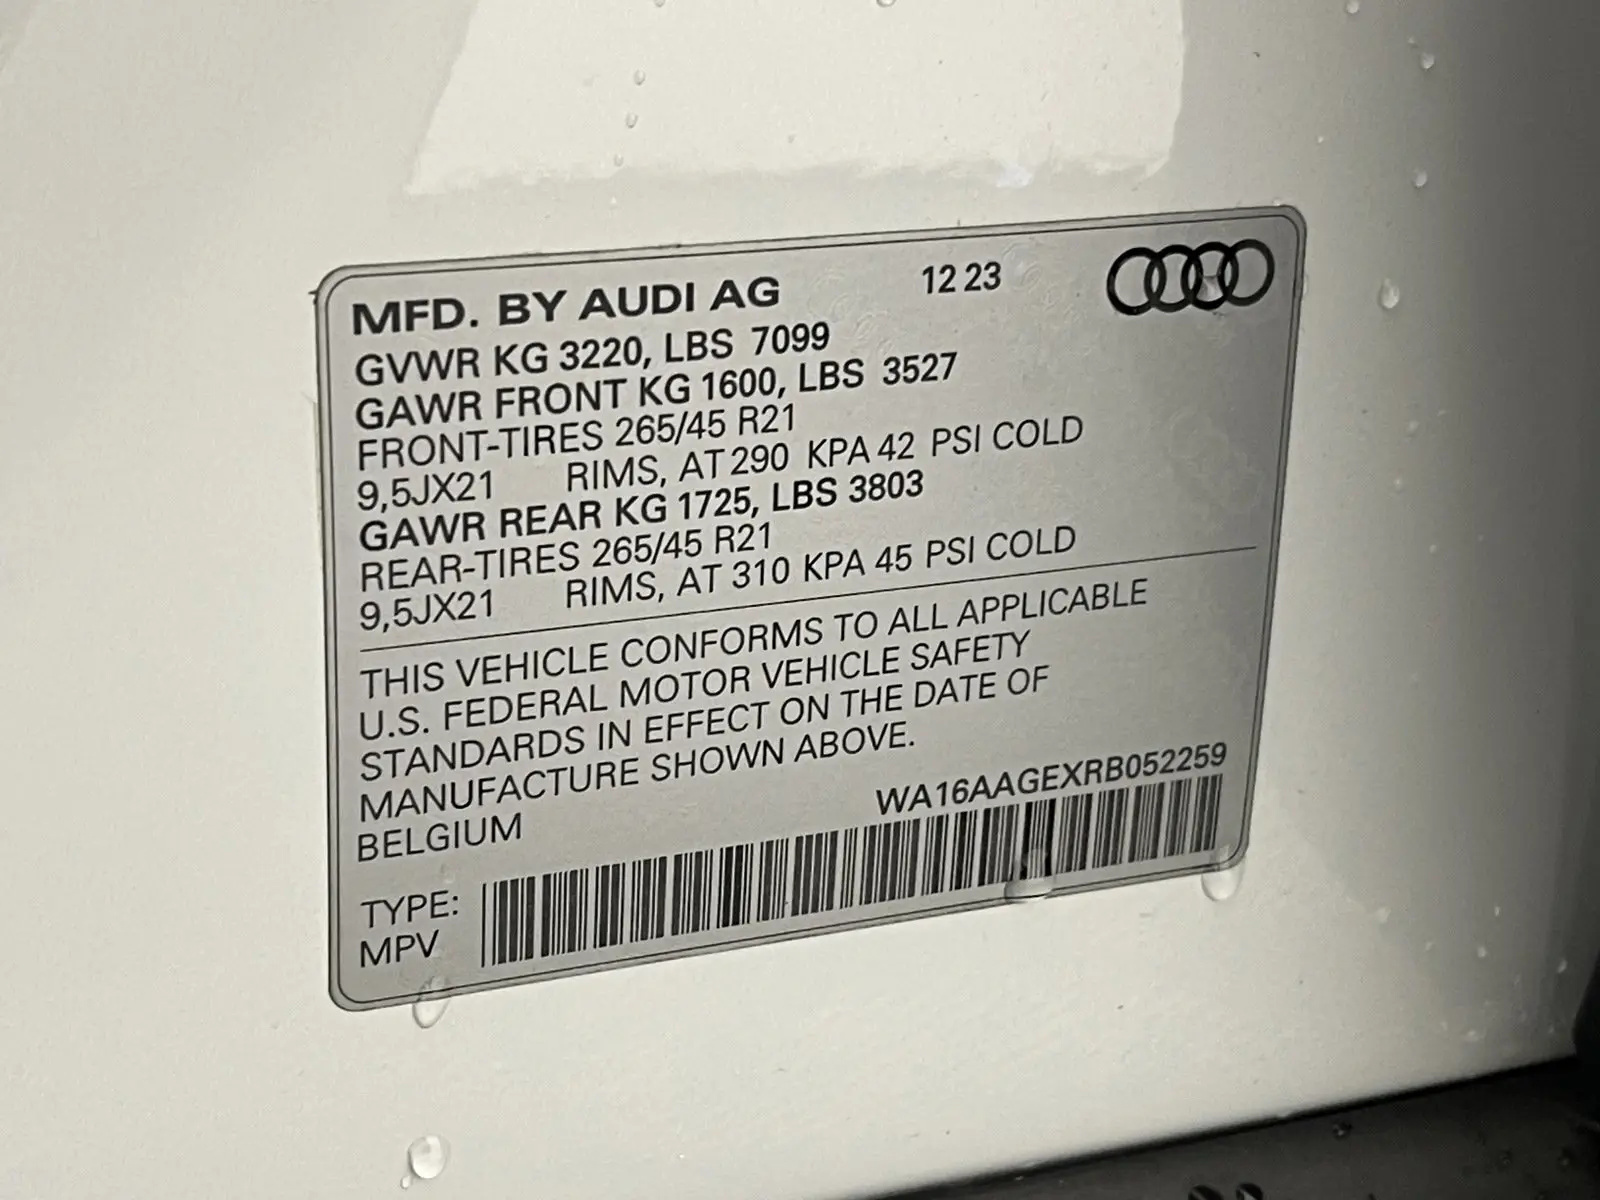 MFD. BY AUDI AG 12 23
GVWR KG 3220, LBS 7099
GAWR FRONT KG 1600, LBS 3527
FRONT-TIRES 265/45 R21
9,5JX21 RIMS, AT 290 KPA 42 PSI COLD
GAWR REAR KG 1725, LBS 3803
REAR-TIRES 265/45 R21
9,5JX21 RIMS, AT 310 KPA 45 PSI COLD
THIS VEHICLE CONFORMS TO ALL APPLICABLE
U.S. FEDERAL MOTOR VEHICLE SAFETY
STANDARDS IN EFFECT ON THE DATE OF
MANUFACTURE SHOWN ABOVE.
BELGIUM WA16AAGEXRB052259
TYPE:
MPV